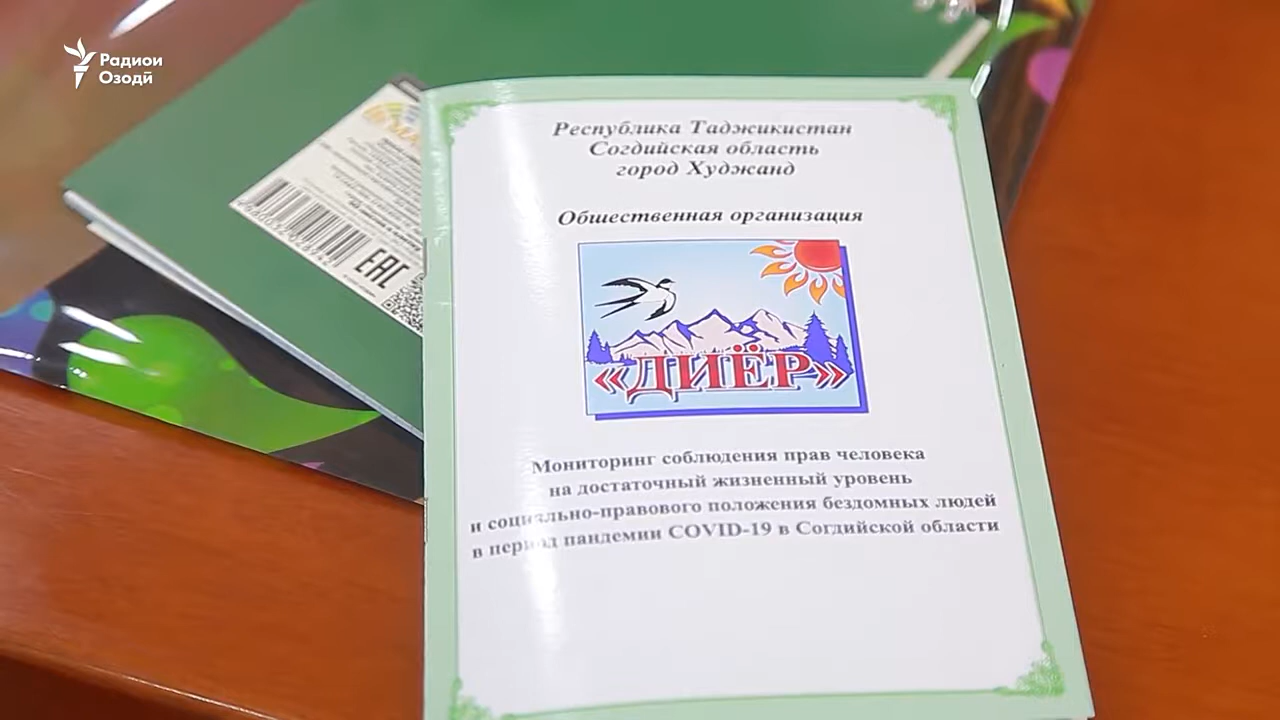 Радиои
Озодӣ
Республика Таджикистан
Согдийская область
город Худжанд
Обшественная организация
«ДИЁР»
Мониторинг соблюдения прав человека
на достаточный жизненный уровень
и социально-правового положения бездомных людей
в период пандемии COVID-19 в Согдийской области
EAC